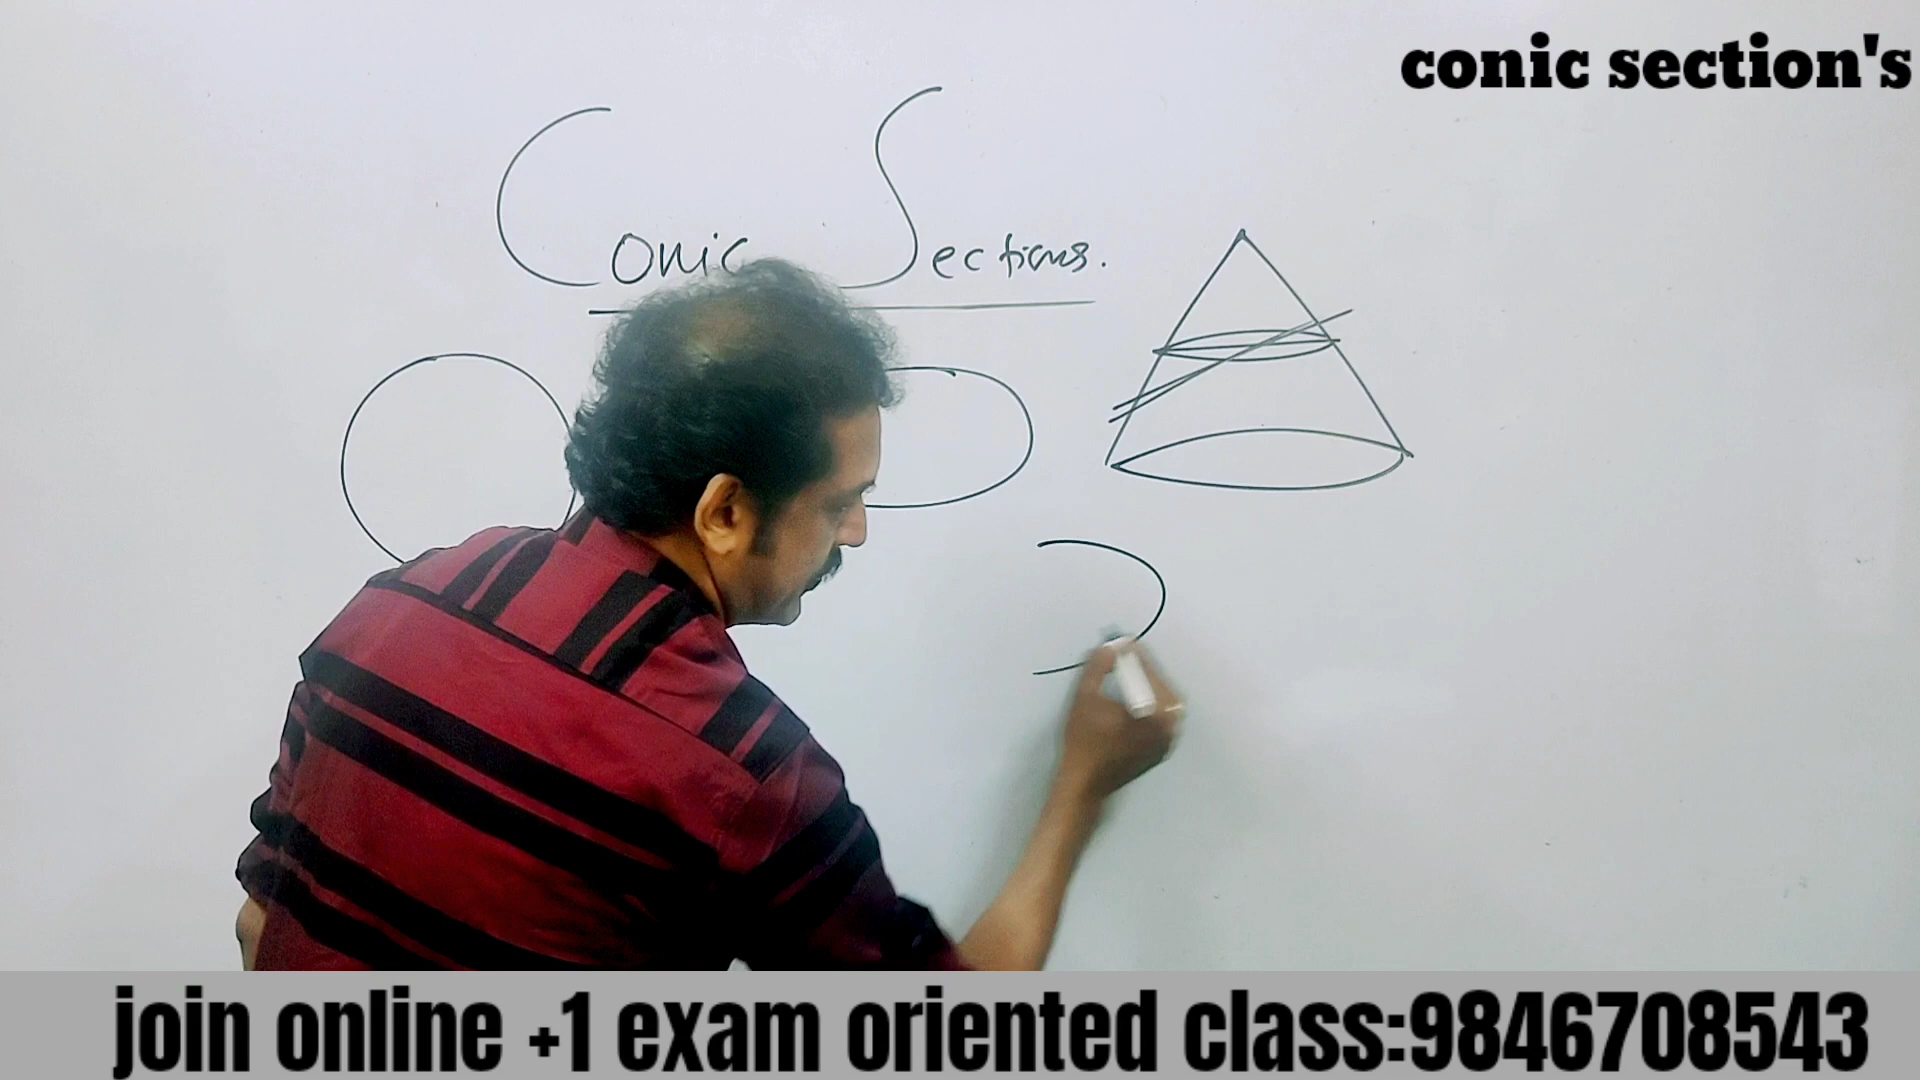 conic section's
Conic Sections.
join online +1 exam oriented class:9846708543